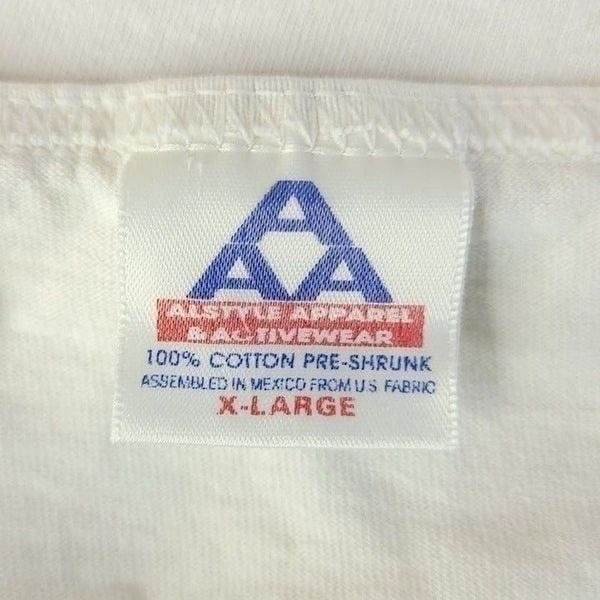 A
A A
ALSTYLE APPAREL
& ACTIVEWEAR
100% COTTON PRE-SHRUNK
ASSEMBLED IN MEXICO FROM U.S. FABRIC
X-LARGE